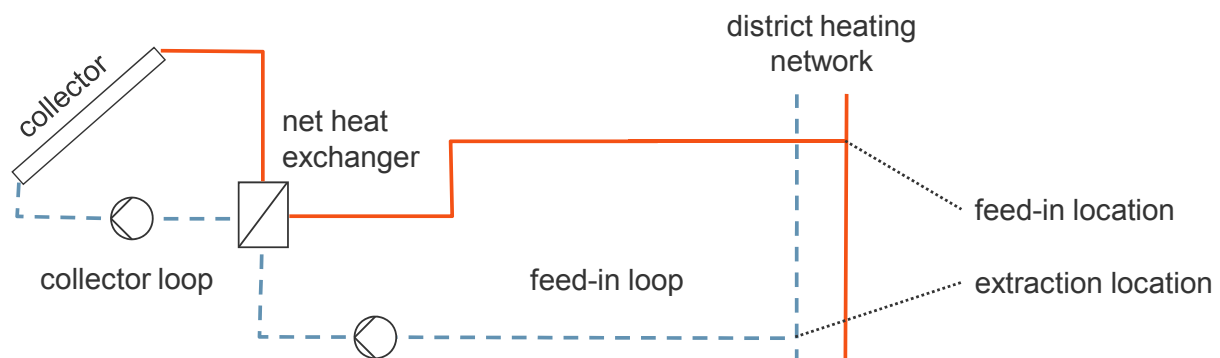 district heating
network
collector
net heat
exchanger
feed-in location
collector loop
feed-in loop
extraction location